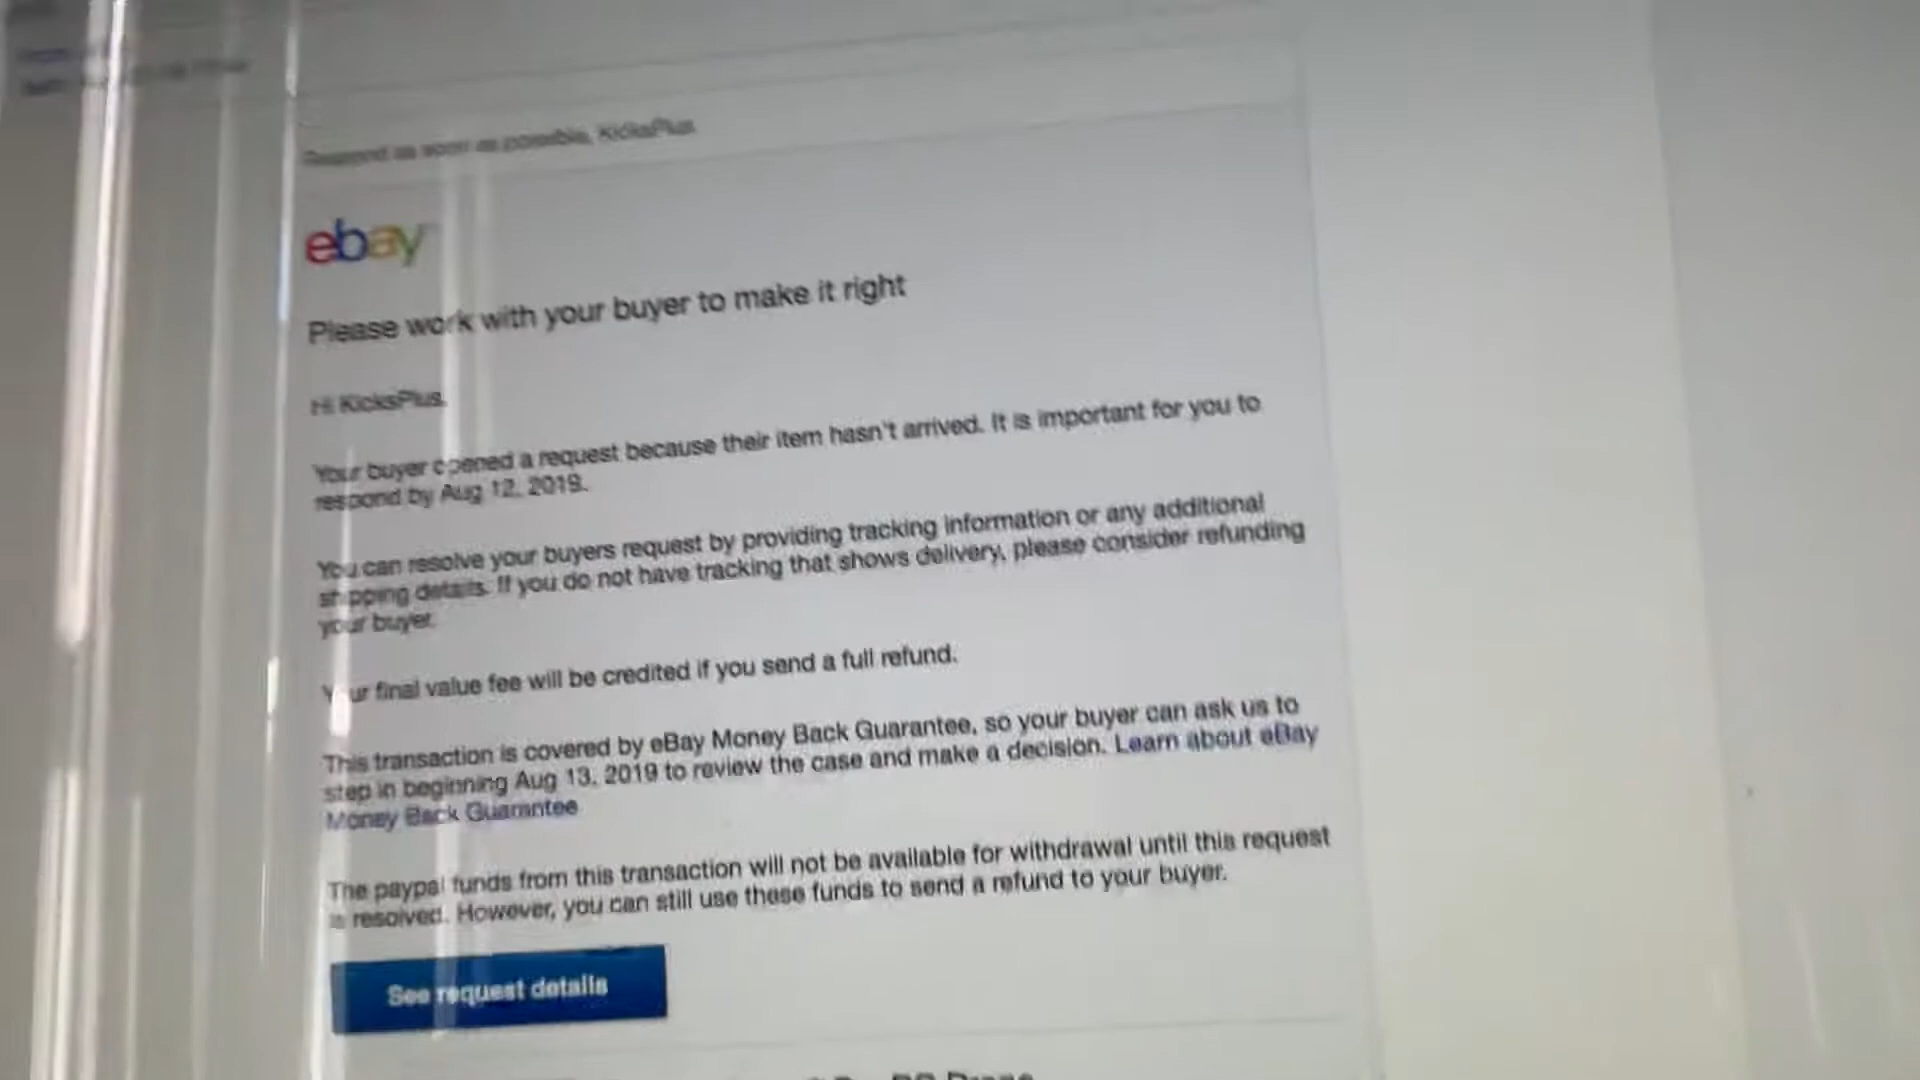 Respond as soon as possible, KicksPlus
ebay
Please work with your buyer to make it right
Hi KicksPlus,
Your buyer opened a request because their item hasn't arrived. It is important for you to
respond by Aug 12, 2019.
You can resolve your buyers request by providing tracking information or any additional
shipping details. If you do not have tracking that shows delivery, please consider refunding
your buyer.
Your final value fee will be credited if you send a full refund.
This transaction is covered by eBay Money Back Guarantee, so your buyer can ask us to
step in beginning Aug 13, 2019 to review the case and make a decision. Learn about eBay
Money Back Guarantee
The paypal funds from this transaction will not be available for withdrawal until this request
is resolved. However, you can still use these funds to send a refund to your buyer.
See request details